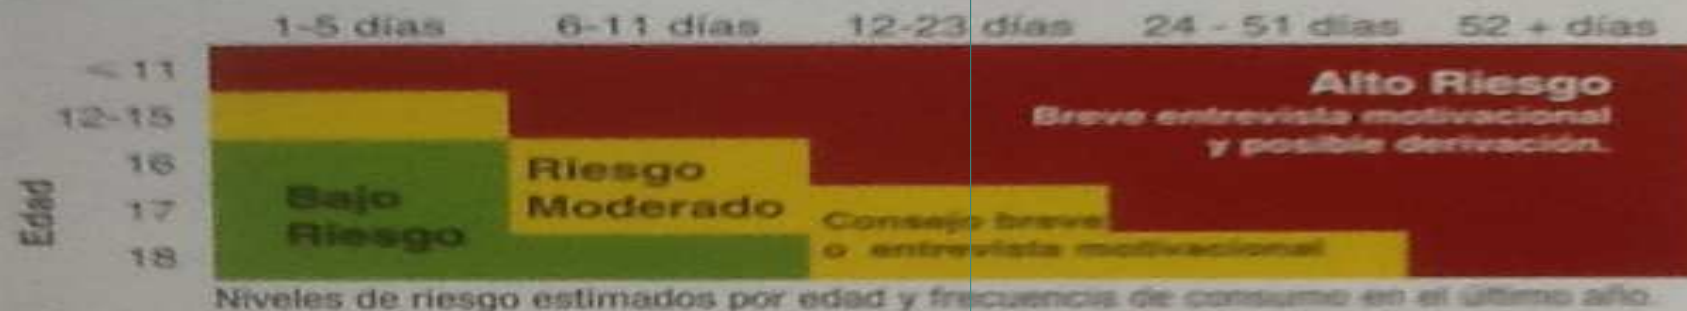 1-5 días 6-11 días 12-23 días 24 - 51 días 52 + días
< 11
Alto Riesgo
12-15
Breve entrevista motivacional
y posible derivación.
16
Riesgo
Moderado
Edad
17
Bajo
Riesgo
Consejo breve
o entrevista motivacional
18
Niveles de riesgo estimados por edad y frecuencia de consumo en el último año